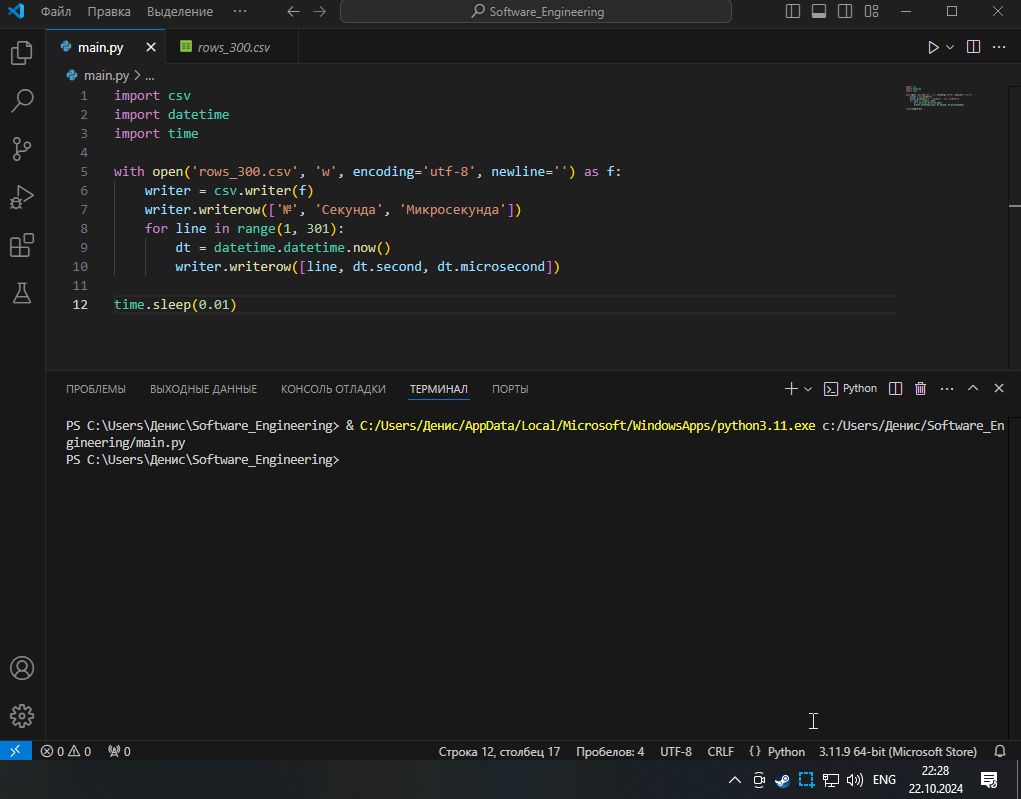 Файл Правка Выделение ··· Software_Engineering
main.py rows_300.csv
main.py > ...
1 import csv
2 import datetime
3 import time
4
5 with open('rows_300.csv', 'w', encoding='utf-8', newline='') as f:
6     writer = csv.writer(f)
7     writer.writerow(['№', 'Секунда', 'Микросекунда'])
8     for line in range(1, 301):
9         dt = datetime.datetime.now()
10         writer.writerow([line, dt.second, dt.microsecond])
11
12 time.sleep(0.01)
ПРОБЛЕМЫ ВЫХОДНЫЕ ДАННЫЕ КОНСОЛЬ ОТЛАДКИ ТЕРМИНАЛ ПОРТЫ Python
PS C:\Users\Денис\Software_Engineering> & C:/Users/Денис/AppData/Local/Microsoft/WindowsApps/python3.11.exe c:/Users/Денис/Software_En
gineering/main.py
PS C:\Users\Денис\Software_Engineering>
0 0 0 Строка 12, столбец 17 Пробелов: 4 UTF-8 CRLF {} Python 3.11.9 64-bit (Microsoft Store)
ENG 22:28
22.10.2024